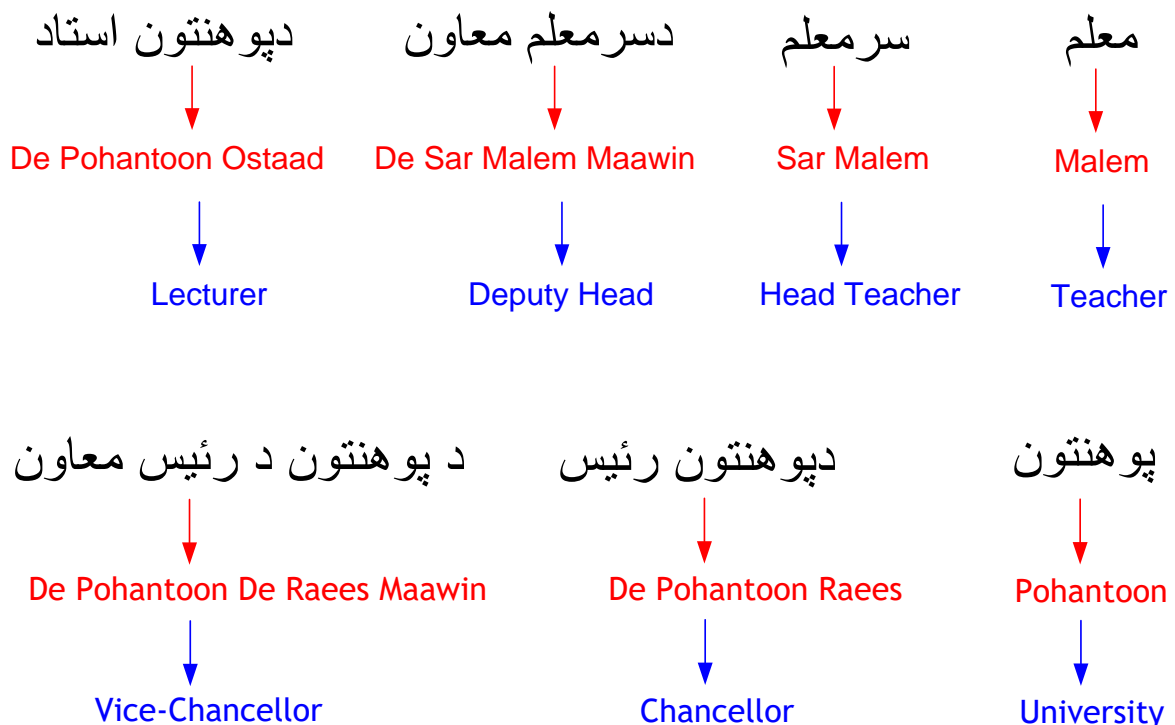 معلم سرمعلم دسرمعلم معاون دپوهنتون استاد
De Pohantoon Ostaad De Sar Malem Maawin Sar Malem Malem
Lecturer Deputy Head Head Teacher Teacher
پوهنتون دپوهنتون رئیس د پوهنتون د رئیس معاون
De Pohantoon De Raees Maawin De Pohantoon Raees Pohantoon
Vice-Chancellor Chancellor University